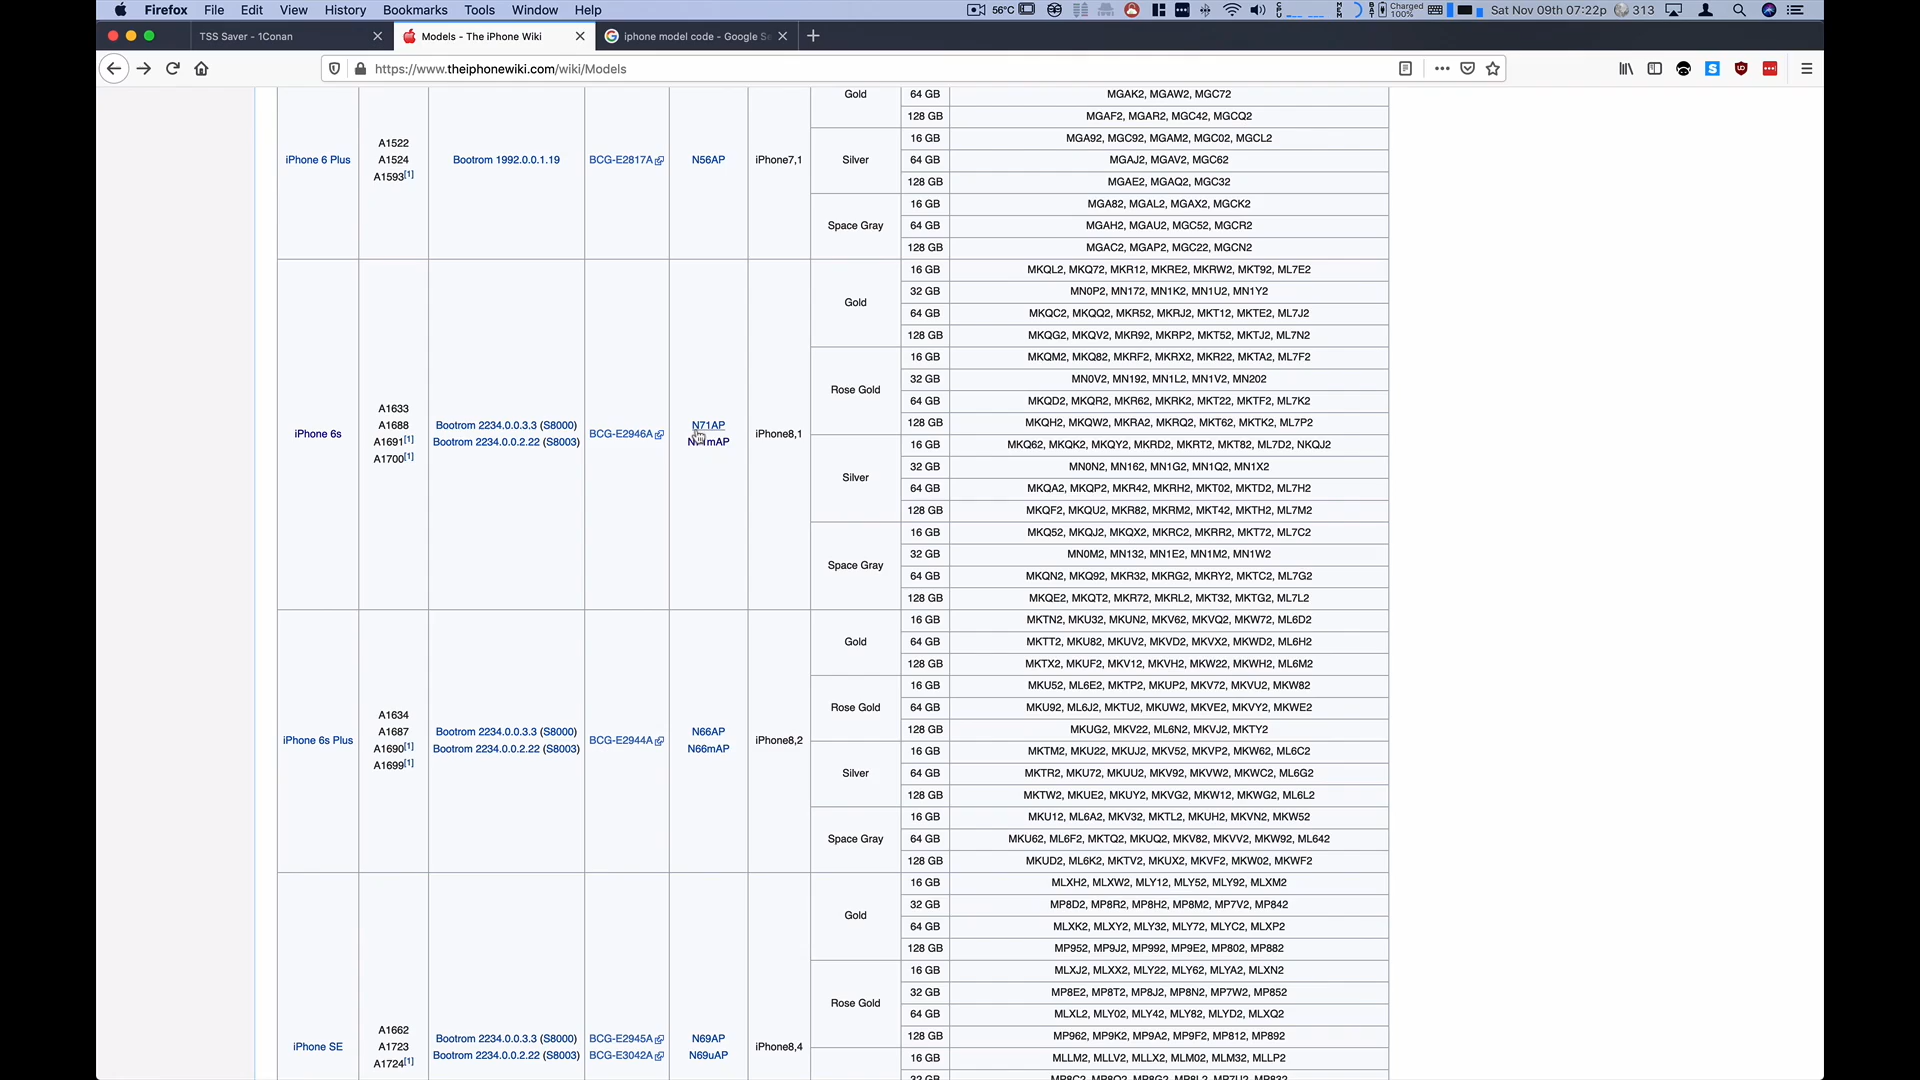 Firefox File Edit View History Bookmarks Tools Window Help 56°C Charged 100% Sat Nov 09th 07:22p 313
TSS Saver - 1Conan Models - The iPhone Wiki iphone model code - Google Se
https://www.theiphonewiki.com/wiki/Models
Gold 64 GB MGAK2, MGAW2, MGC72
128 GB MGAF2, MGAR2, MGC42, MGCQ2
iPhone 6 Plus A1522 A1524 A1593[1] Bootrom 1992.0.0.1.19 BCG-E2817A N56AP iPhone7,1
Silver 16 GB MGA92, MGC92, MGAM2, MGC02, MGCL2
64 GB MGAJ2, MGAV2, MGC62
128 GB MGAE2, MGAQ2, MGC32
Space Gray 16 GB MGA82, MGAL2, MGAX2, MGCK2
64 GB MGAH2, MGAU2, MGC52, MGCR2
128 GB MGAC2, MGAP2, MGC22, MGCN2
iPhone 6s A1633 A1688 A1691[1] A1700[1] Bootrom 2234.0.0.3.3 (S8000) Bootrom 2234.0.0.2.22 (S8003) BCG-E2946A N71AP iPhone8,1
Gold 16 GB MKQL2, MKQ72, MKR12, MKRE2, MKRW2, MKT92, ML7E2
32 GB MN0P2, MN172, MN1K2, MN1U2, MN1Y2
64 GB MKQC2, MKQQ2, MKR52, MKRJ2, MKT12, MKTE2, ML7J2
128 GB MKQG2, MKQV2, MKR92, MKRP2, MKT52, MKTJ2, ML7N2
Rose Gold 16 GB MKQM2, MKQ82, MKRF2, MKRX2, MKR22, MKTA2, ML7F2
32 GB MN0V2, MN192, MN1L2, MN1V2, MN202
64 GB MKQD2, MKQR2, MKR62, MKRK2, MKT22, MKTF2, ML7K2
128 GB MKQH2, MKQW2, MKRA2, MKRQ2, MKT62, MKTK2, ML7P2
Silver 16 GB MKQ62, MKQK2, MKQY2, MKRD2, MKRT2, MKT82, ML7D2, NKQJ2
32 GB MN0N2, MN162, MN1G2, MN1Q2, MN1X2
64 GB MKQA2, MKQP2, MKR42, MKRH2, MKT02, MKTD2, ML7H2
128 GB MKQF2, MKQU2, MKR82, MKRM2, MKT42, MKTH2, ML7M2
Space Gray 16 GB MKQ52, MKQJ2, MKQX2, MKRC2, MKRR2, MKT72, ML7C2
32 GB MN0M2, MN132, MN1E2, MN1M2, MN1W2
64 GB MKQN2, MKQ92, MKR32, MKRG2, MKRY2, MKTC2, ML7G2
128 GB MKQE2, MKQT2, MKR72, MKRL2, MKT32, MKTG2, ML7L2
iPhone 6s Plus A1634 A1687 A1690[1] A1699[1] Bootrom 2234.0.0.3.3 (S8000) Bootrom 2234.0.0.2.22 (S8003) BCG-E2944A N66AP N66mAP iPhone8,2
Gold 16 GB MKTN2, MKU32, MKUN2, MKV62, MKVQ2, MKW72, ML6D2
64 GB MKTT2, MKU82, MKUV2, MKVD2, MKVX2, MKWD2, ML6H2
128 GB MKTX2, MKUF2, MKV12, MKVH2, MKW22, MKWH2, ML6M2
Rose Gold 16 GB MKU52, ML6E2, MKTP2, MKUP2, MKV72, MKVU2, MKW82
64 GB MKU92, ML6J2, MKTU2, MKUW2, MKVE2, MKVY2, MKWE2
128 GB MKUG2, MKV22, ML6N2, MKVJ2, MKTY2
Silver 16 GB MKTM2, MKU22, MKUJ2, MKV52, MKVP2, MKW62, ML6C2
64 GB MKTR2, MKU72, MKUU2, MKV92, MKVW2, MKWC2, ML6G2
128 GB MKTW2, MKUE2, MKUY2, MKVG2, MKW12, MKWG2, ML6L2
Space Gray 16 GB MKU12, ML6A2, MKV32, MKTL2, MKUH2, MKVN2, MKW52
64 GB MKU62, ML6F2, MKTQ2, MKUQ2, MKV82, MKVV2, MKW92, ML642
128 GB MKUD2, ML6K2, MKTV2, MKUX2, MKVF2, MKW02, MKWF2
iPhone SE A1662 A1723 A1724[1] Bootrom 2234.0.0.3.3 (S8000) Bootrom 2234.0.0.2.22 (S8003) BCG-E2945A BCG-E3042A N69AP N69uAP iPhone8,4
Gold 16 GB MLXH2, MLXW2, MLY12, MLY52, MLY92, MLXM2
32 GB MP8D2, MP8R2, MP8H2, MP8M2, MP7V2, MP842
64 GB MLXK2, MLXY2, MLY32, MLY72, MLYC2, MLXP2
128 GB MP952, MP9J2, MP992, MP9E2, MP802, MP882
Rose Gold 16 GB MLXJ2, MLXX2, MLY22, MLY62, MLYA2, MLXN2
32 GB MP8E2, MP8T2, MP8J2, MP8N2, MP7W2, MP852
64 GB MLXL2, MLY02, MLY42, MLY82, MLYD2, MLXQ2
128 GB MP962, MP9K2, MP9A2, MP9F2, MP812, MP892
16 GB MLLM2, MLLV2, MLLX2, MLM02, MLM32, MLLP2